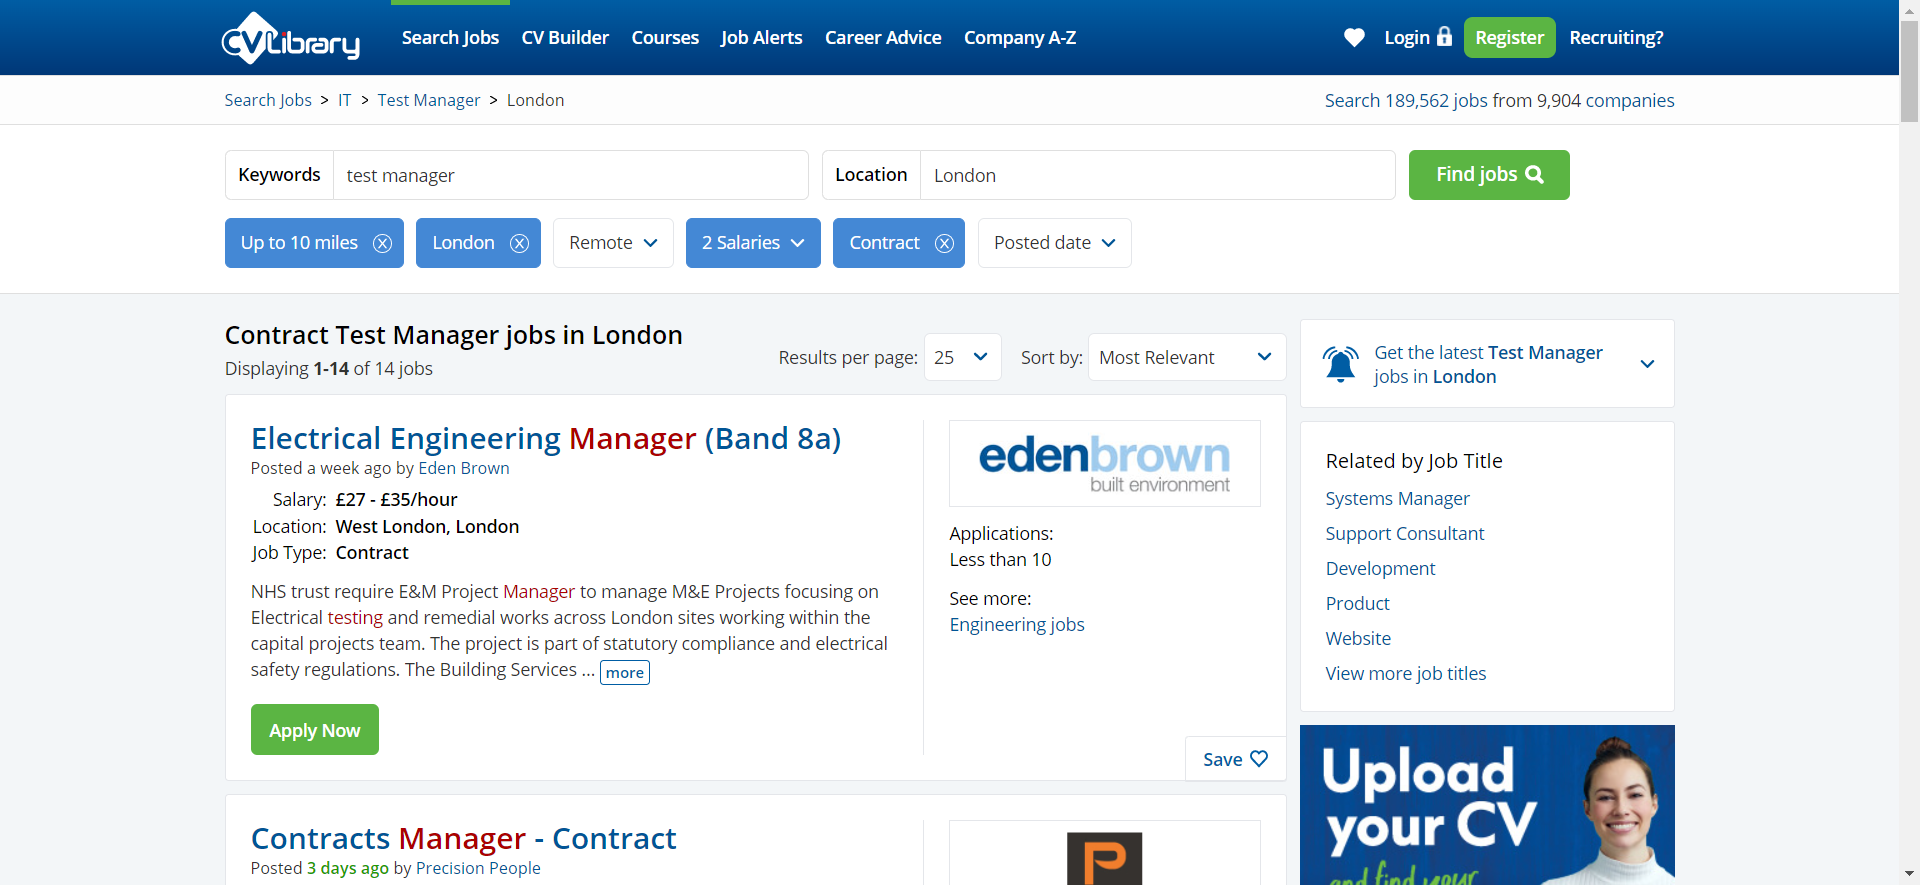 CVLibrary Search Jobs CV Builder Courses Job Alerts Career Advice Company A-Z Login Register Recruiting?
Search Jobs > IT > Test Manager > London
Search 189,562 jobs from 9,904 companies
Keywords test manager Location London Find jobs
Up to 10 miles London Remote 2 Salaries Contract Posted date
Contract Test Manager jobs in London
Displaying 1-14 of 14 jobs
Results per page: 25 Sort by: Most Relevant
Electrical Engineering Manager (Band 8a)
Posted a week ago by Eden Brown
Salary: £27 - £35/hour
Location: West London, London
Job Type: Contract
NHS trust require E&M Project Manager to manage M&E Projects focusing on
Electrical testing and remedial works across London sites working within the
capital projects team. The project is part of statutory compliance and electrical
safety regulations. The Building Services ... more
Apply Now
edenbrown
built environment
Applications:
Less than 10
See more:
Engineering jobs
Save
Contracts Manager - Contract
Posted 3 days ago by Precision People
P
Get the latest Test Manager
jobs in London
Related by Job Title
Systems Manager
Support Consultant
Development
Product
Website
View more job titles
Upload
your CV
and find your